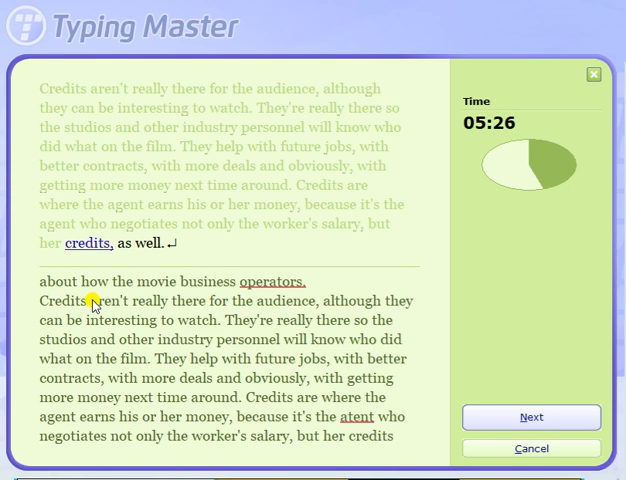 Typing Master
Credits aren't really there for the audience, although
they can be interesting to watch. They're really there so
the studios and other industry personnel will know who
did what on the film. They help with future jobs, with
better contracts, with more deals and obviously, with
getting more money next time around. Credits are
where the agent earns his or her money, because it's the
agent who negotiates not only the worker's salary, but
her credits, as well.↵
about how the movie business operators.
Credits aren't really there for the audience, although they
can be interesting to watch. They're really there so the
studios and other industry personnel will know who did
what on the film. They help with future jobs, with better
contracts, with more deals and obviously, with getting
more money next time around. Credits are where the
agent earns his or her money, because it's the atent who
negotiates not only the worker's salary, but her credits
Time
05:26
Next
Cancel